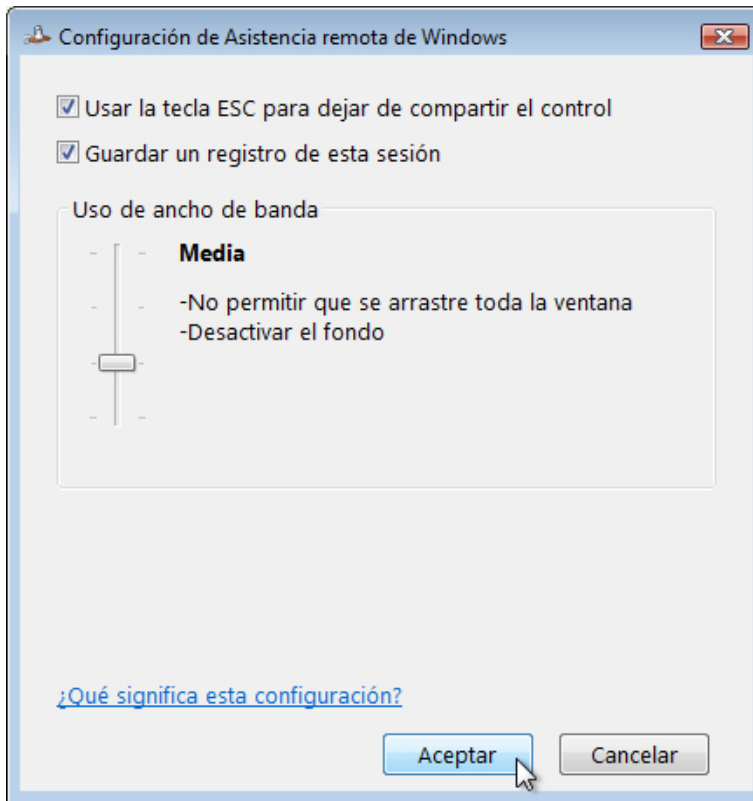 Configuración de Asistencia remota de Windows
Usar la tecla ESC para dejar de compartir el control
Guardar un registro de esta sesión
Uso de ancho de banda
Media
-No permitir que se arrastre toda la ventana
-Desactivar el fondo
¿Qué significa esta configuración?
Aceptar
Cancelar